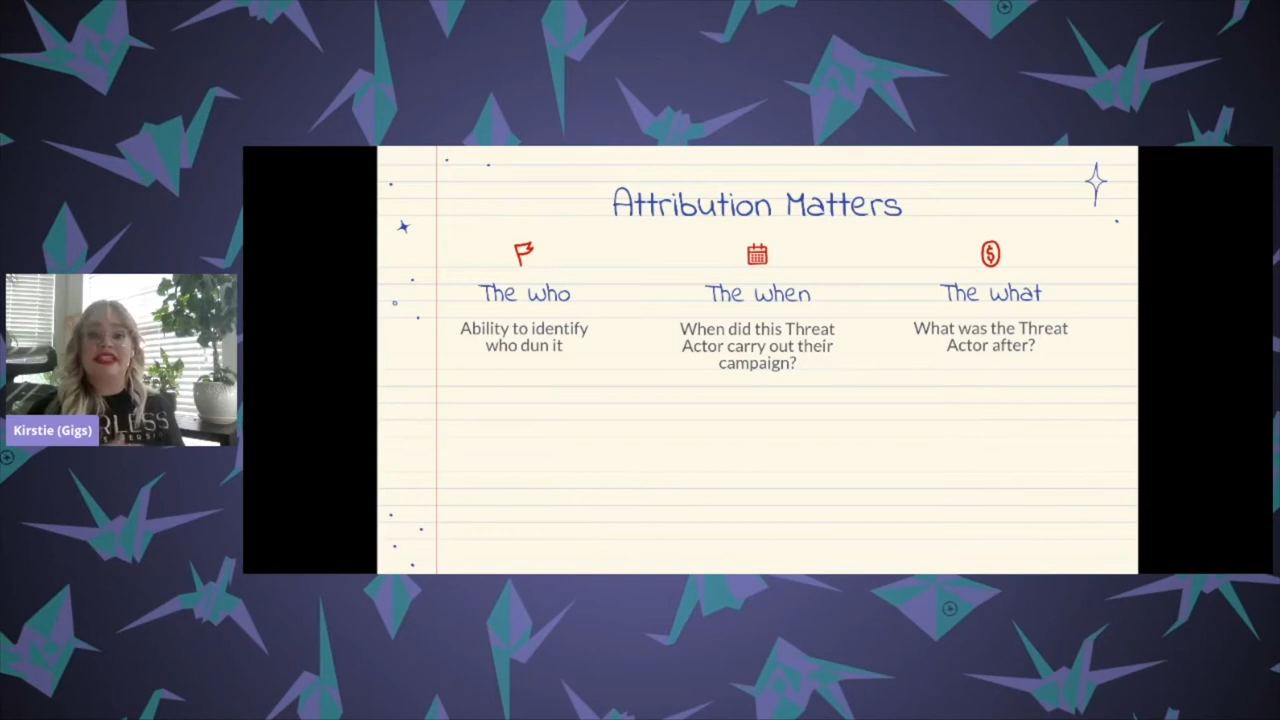 Attribution Matters
The who
Ability to identify
who dun it
The when
When did this Threat
Actor carry out their
campaign?
The what
What was the Threat
Actor after?
RLESS
Kirstie (Gigs)